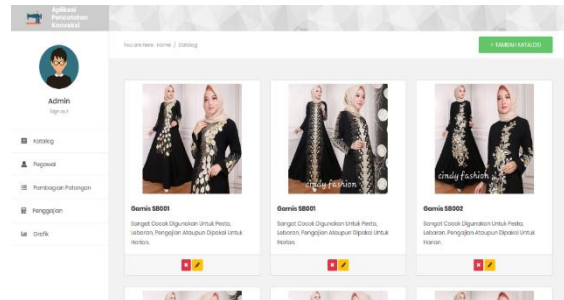 Aplikasi
Pencatatan
Konveksi
You are here: Home / Katalog
+ TAMBAH KATALOG
Admin
Sign out
Katalog
Pegawai
Pembagian Potongan
Penggajian
Grafik
cindy fashion
cindy fashion
Gamis SB001
Sangat Cocok Digunakan Untuk Pesta,
Lebaran, Pengajian Ataupun Dipakai Untuk
Harian.
Gamis SB001
Sangat Cocok Digunakan Untuk Pesta,
Lebaran, Pengajian Ataupun Dipakai Untuk
Harian.
Gamis SB002
Sangat Cocok Digunakan Untuk Pesta,
Lebaran, Pengajian Ataupun Dipakai Untuk
Harian.